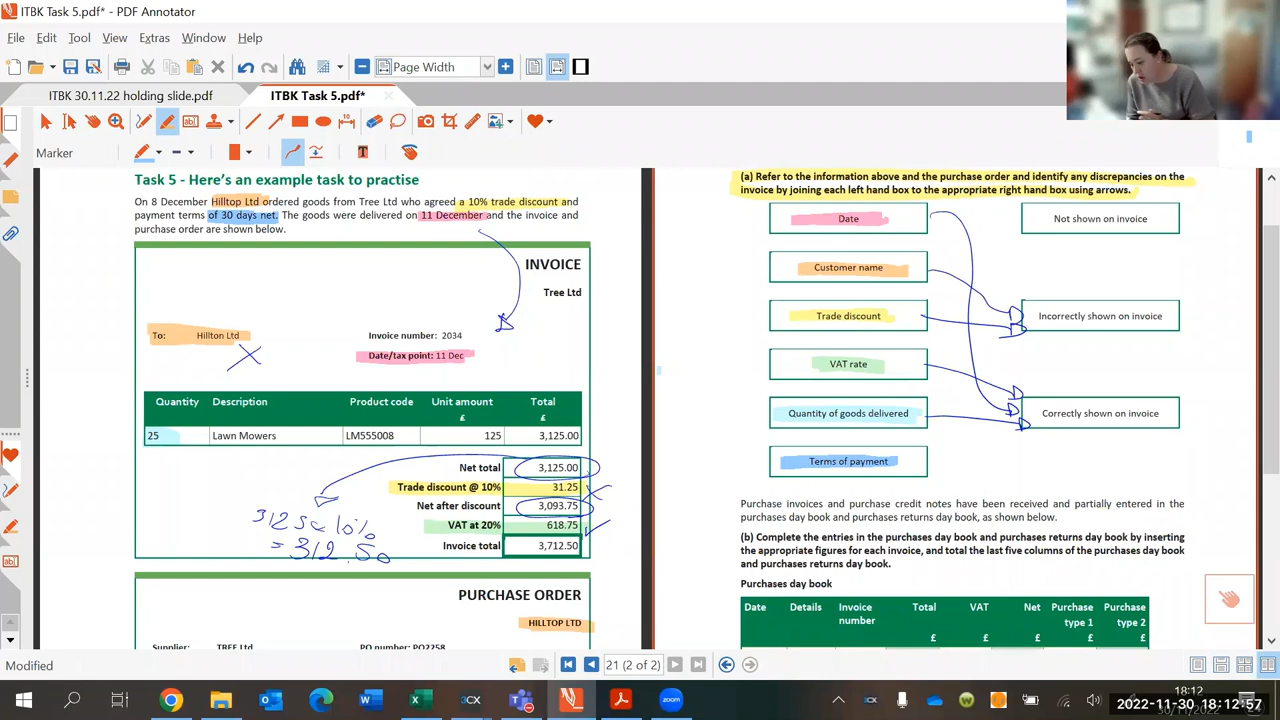 ITBK Task 5.pdf* - PDF Annotator
File Edit Tool View Extras Window Help
Page Width
ITBK 30.11.22 holding slide.pdf
ITBK Task 5.pdf*
Marker
Task 5 - Here's an example task to practise
On 8 December Hilltop Ltd ordered goods from Tree Ltd who agreed a 10% trade discount and
payment terms of 30 days net. The goods were delivered on 11 December and the invoice and
purchase order are shown below.
INVOICE
Tree Ltd
To: Hillton Ltd
Invoice number: 2034
Date/tax point: 11 Dec
Quantity Description Product code Unit amount Total
£ £
25 Lawn Mowers LM555008 125 3,125.00
Net total 3,125.00
Trade discount @ 10% 31.25
Net after discount 3,093.75
VAT at 20% 618.75
Invoice total 3,712.50
10%
= 312.50
PURCHASE ORDER
HILLTOP LTD
Supplier: TREE Ltd PO number: PO2258
(a) Refer to the information above and the purchase order and identify any discrepancies on the
invoice by joining each left hand box to the appropriate right hand box using arrows.
Date
Not shown on invoice
Customer name
Trade discount
Incorrectly shown on invoice
VAT rate
Quantity of goods delivered
Correctly shown on invoice
Terms of payment
Purchase invoices and purchase credit notes have been received and partially entered in the
purchases day book and purchases returns day book, as shown below.
(b) Complete the entries in the purchases day book and purchases returns day book by inserting
the appropriate figures for each invoice, and total the last five columns of the purchases day book
and purchases returns day book.
Purchases day book
Date Details Invoice Total VAT Net Purchase Purchase
number type 1 type 2
£ £ £ £ £
Modified
21 (2 of 2)
18:12
30/11/2022
2022-11-30 18:12:57